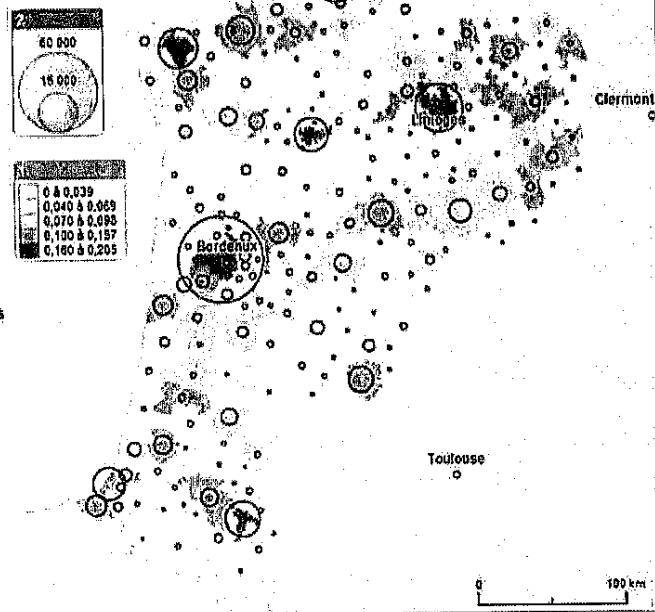 2
60 000
15 000
Clermont
Limoges
0 à 0,039
0,040 à 0,069
0,070 à 0,098
0,100 à 0,157
0,160 à 0,205
Bordeaux
s
Toulouse
0
100 km